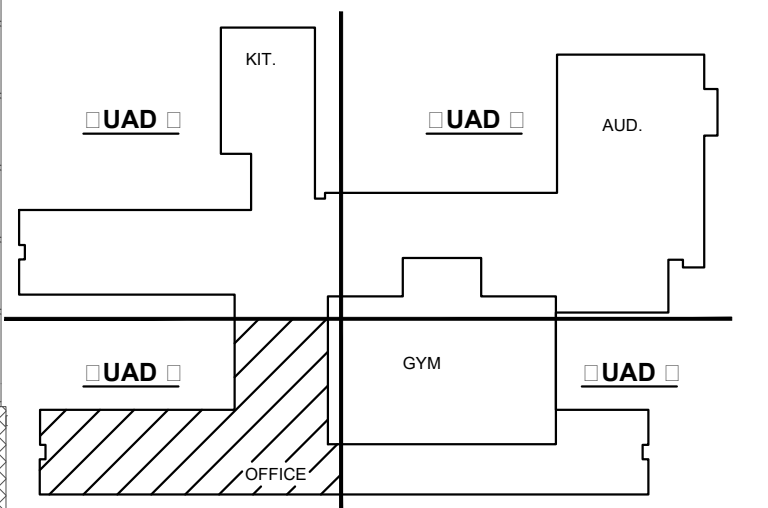 KIT.
□UAD □
□UAD □
AUD.
GYM
□UAD □
□UAD □
OFFICE